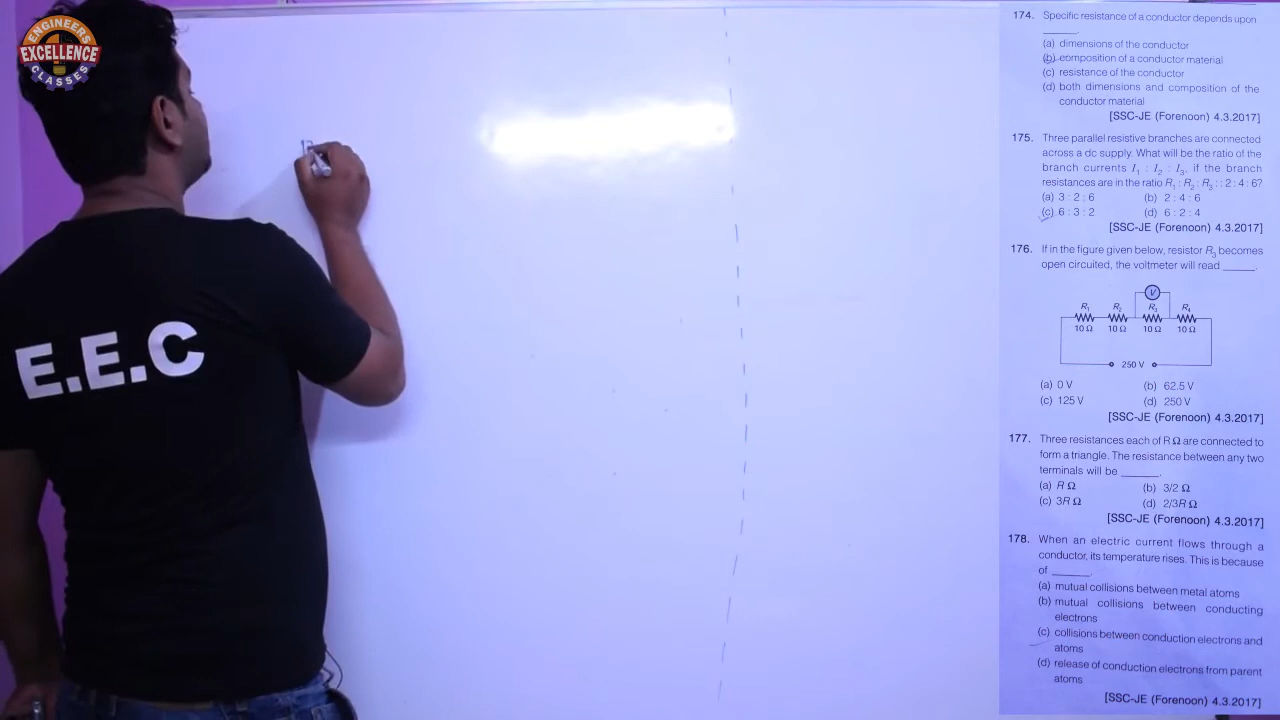 ENGINEERS
EXCELLENCE
CLASSES
E.E.C
174. Specific resistance of a conductor depends upon
______
(a) dimensions of the conductor
(b) composition of a conductor material
(c) resistance of the conductor
(d) both dimensions and composition of the
conductor material
[SSC-JE (Forenoon) 4.3.2017]
175. Three parallel resistive branches are connected
across a dc supply. What will be the ratio of the
branch currents I₁ : I₂ : I₃, if the branch
resistances are in the ratio R₁ : R₂ : R₃ : : 2 : 4 : 6?
(a) 3 : 2 : 6 (b) 2 : 4 : 6
(c) 6 : 3 : 2 (d) 6 : 2 : 4
[SSC-JE (Forenoon) 4.3.2017]
176. If in the figure given below, resistor R₃ becomes
open circuited, the voltmeter will read ______.
V
R₁ R₂ R₃ R₄
10 Ω 10 Ω 10 Ω 10 Ω
250 V
(a) 0 V (b) 62.5 V
(c) 125 V (d) 250 V
[SSC-JE (Forenoon) 4.3.2017]
177. Three resistances each of R Ω are connected to
form a triangle. The resistance between any two
terminals will be ______.
(a) R Ω (b) 3/2 Ω
(c) 3R Ω (d) 2/3R Ω
[SSC-JE (Forenoon) 4.3.2017]
178. When an electric current flows through a
conductor, its temperature rises. This is because
of ______.
(a) mutual collisions between metal atoms
(b) mutual collisions between conducting
electrons
(c) collisions between conduction electrons and
atoms
(d) release of conduction electrons from parent
atoms
[SSC-JE (Forenoon) 4.3.2017]